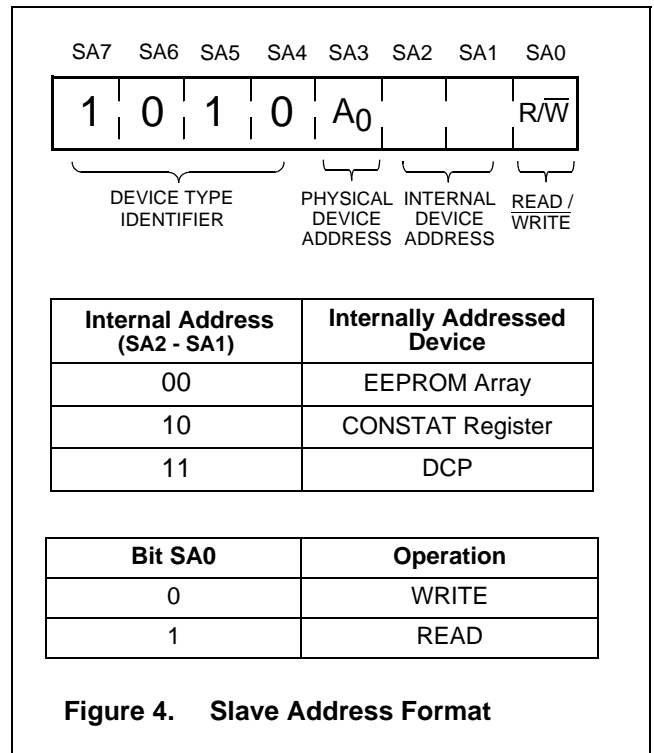 SA7 SA6 SA5 SA4 SA3 SA2 SA1 SA0
1 0 1 0 A0 R/W̅
DEVICE TYPE IDENTIFIER
PHYSICAL DEVICE ADDRESS
INTERNAL DEVICE ADDRESS
READ / W̅R̅I̅T̅E̅
Internal Address (SA2 - SA1) Internally Addressed Device
00 EEPROM Array
10 CONSTAT Register
11 DCP
Bit SA0 Operation
0 WRITE
1 READ
Figure 4. Slave Address Format